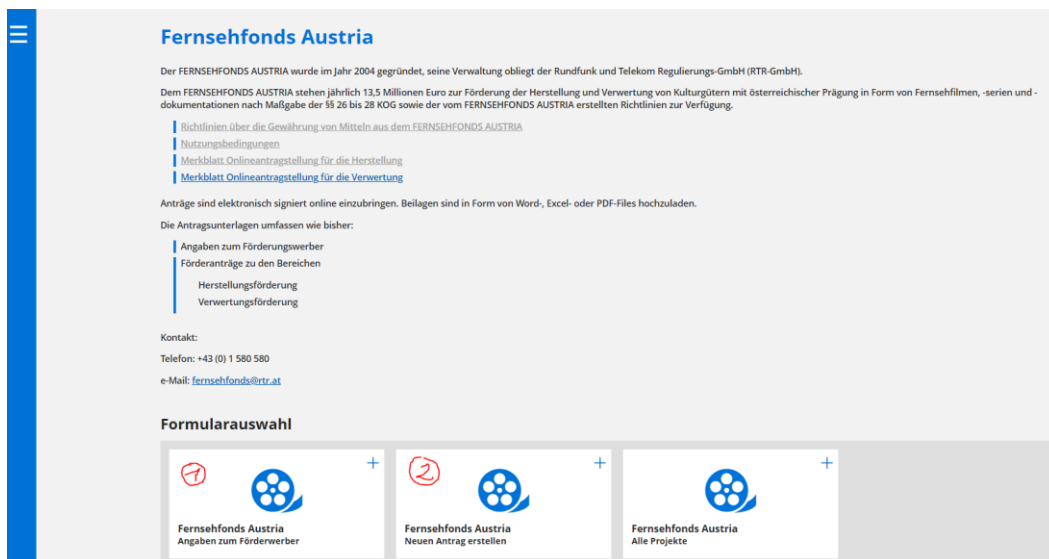 Fernsehfonds Austria
Der FERNSEHFONDS AUSTRIA wurde im Jahr 2004 gegründet, seine Verwaltung obliegt der Rundfunk und Telekom Regulierungs-GmbH (RTR-GmbH).
Dem FERNSEHFONDS AUSTRIA stehen jährlich 13,5 Millionen Euro zur Förderung der Herstellung und Verwertung von Kulturgütern mit österreichischer Prägung in Form von Fernsehfilmen, -serien und -
dokumentationen nach Maßgabe der §§ 26 bis 28 KOG sowie der vom FERNSEHFONDS AUSTRIA erstellten Richtlinien zur Verfügung.
Richtlinien über die Gewährung von Mitteln aus dem FERNSEHFONDS AUSTRIA
Nutzungsbedingungen
Merkblatt Onlineantragstellung für die Herstellung
Merkblatt Onlineantragstellung für die Verwertung
Anträge sind elektronisch signiert online einzubringen. Beilagen sind in Form von Word-, Excel- oder PDF-Files hochzuladen.
Die Antragsunterlagen umfassen wie bisher:
Angaben zum Förderungswerber
Förderanträge zu den Bereichen
Herstellungsförderung
Verwertungsförderung
Kontakt:
Telefon: +43 (0) 1 580 580
e-Mail: fernsehfonds@rtr.at
Formularauswahl
1
Fernsehfonds Austria
Angaben zum Förderwerber
2
Fernsehfonds Austria
Neuen Antrag erstellen
Fernsehfonds Austria
Alle Projekte